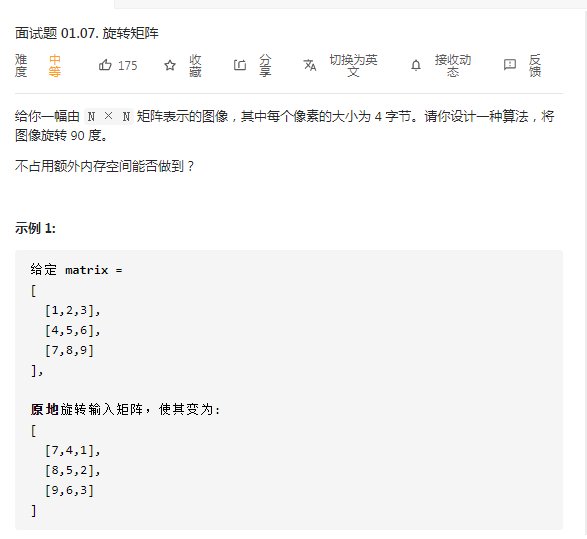 面试题 01.07. 旋转矩阵
难度 中等 175 收藏 分享 切换为英文 接收动态 反馈
给你一幅由 N × N 矩阵表示的图像，其中每个像素的大小为 4 字节。请你设计一种算法，将
图像旋转 90 度。
不占用额外内存空间能否做到？
示例 1:
给定 matrix =
[
[1,2,3],
[4,5,6],
[7,8,9]
],
原地旋转输入矩阵，使其变为:
[
[7,4,1],
[8,5,2],
[9,6,3]
]